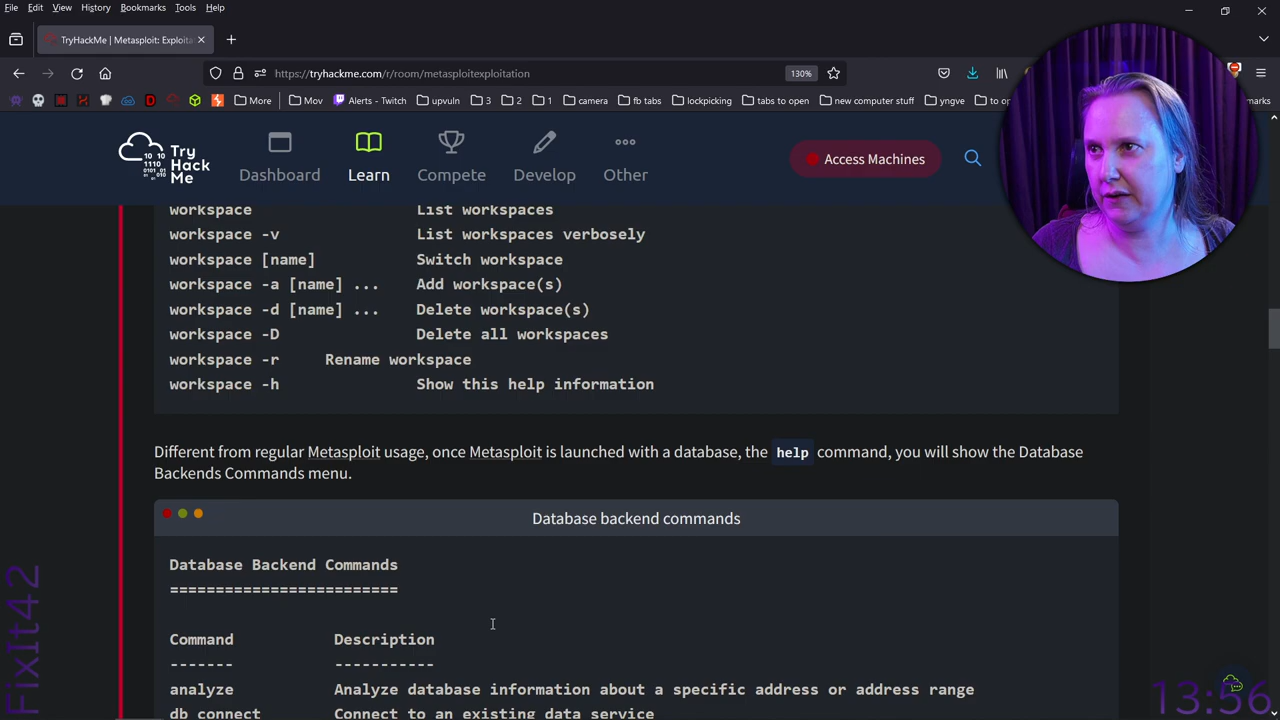 File Edit View History Bookmarks Tools Help
TryHackMe | Metasploit: Exploita
https://tryhackme.com/r/room/metasploitexploitation 130%
More Mov Alerts - Twitch upvuln 3 2 1 camera fb tabs lockpicking tabs to open new computer stuff yngve to op
Try Hack Me
Dashboard Learn Compete Develop Other Access Machines
workspace List workspaces
workspace -v List workspaces verbosely
workspace [name] Switch workspace
workspace -a [name] ... Add workspace(s)
workspace -d [name] ... Delete workspace(s)
workspace -D Delete all workspaces
workspace -r Rename workspace
workspace -h Show this help information
Different from regular Metasploit usage, once Metasploit is launched with a database, the help command, you will show the Database
Backends Commands menu.
Database backend commands
Database Backend Commands
=========================
Command Description
------- -----------
analyze Analyze database information about a specific address or address range
db_connect Connect to an existing data service
FixIt42
13:56